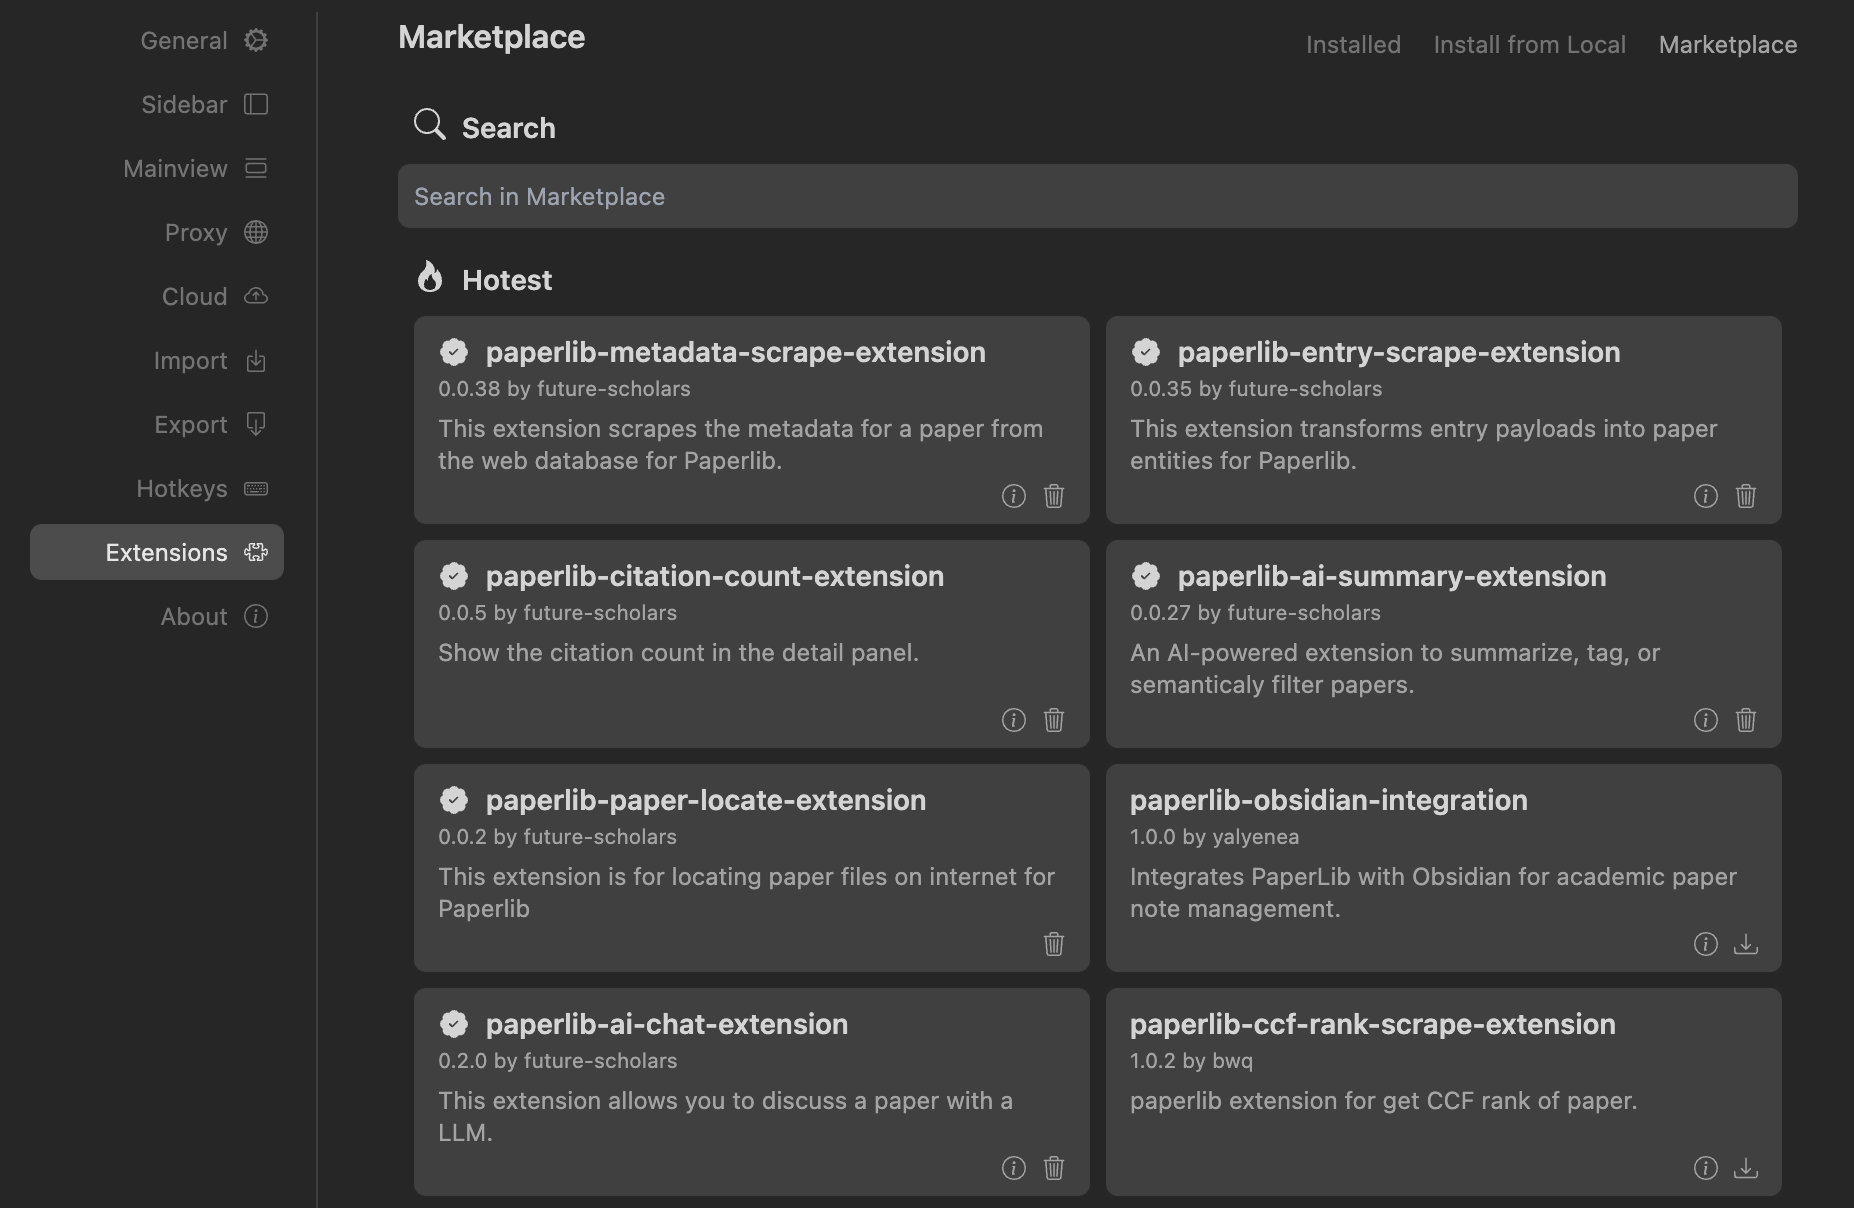 General
Sidebar
Mainview
Proxy
Cloud
Import
Export
Hotkeys
Extensions
About
Marketplace
Installed
Install from Local
Marketplace
Search
Search in Marketplace
Hotest
paperlib-metadata-scrape-extension
0.0.38 by future-scholars
This extension scrapes the metadata for a paper from
the web database for Paperlib.
paperlib-entry-scrape-extension
0.0.35 by future-scholars
This extension transforms entry payloads into paper
entities for Paperlib.
paperlib-citation-count-extension
0.0.5 by future-scholars
Show the citation count in the detail panel.
paperlib-ai-summary-extension
0.0.27 by future-scholars
An AI-powered extension to summarize, tag, or
semanticaly filter papers.
paperlib-paper-locate-extension
0.0.2 by future-scholars
This extension is for locating paper files on internet for
Paperlib
paperlib-obsidian-integration
1.0.0 by yalyenea
Integrates PaperLib with Obsidian for academic paper
note management.
paperlib-ai-chat-extension
0.2.0 by future-scholars
This extension allows you to discuss a paper with a
LLM.
paperlib-ccf-rank-scrape-extension
1.0.2 by bwq
paperlib extension for get CCF rank of paper.